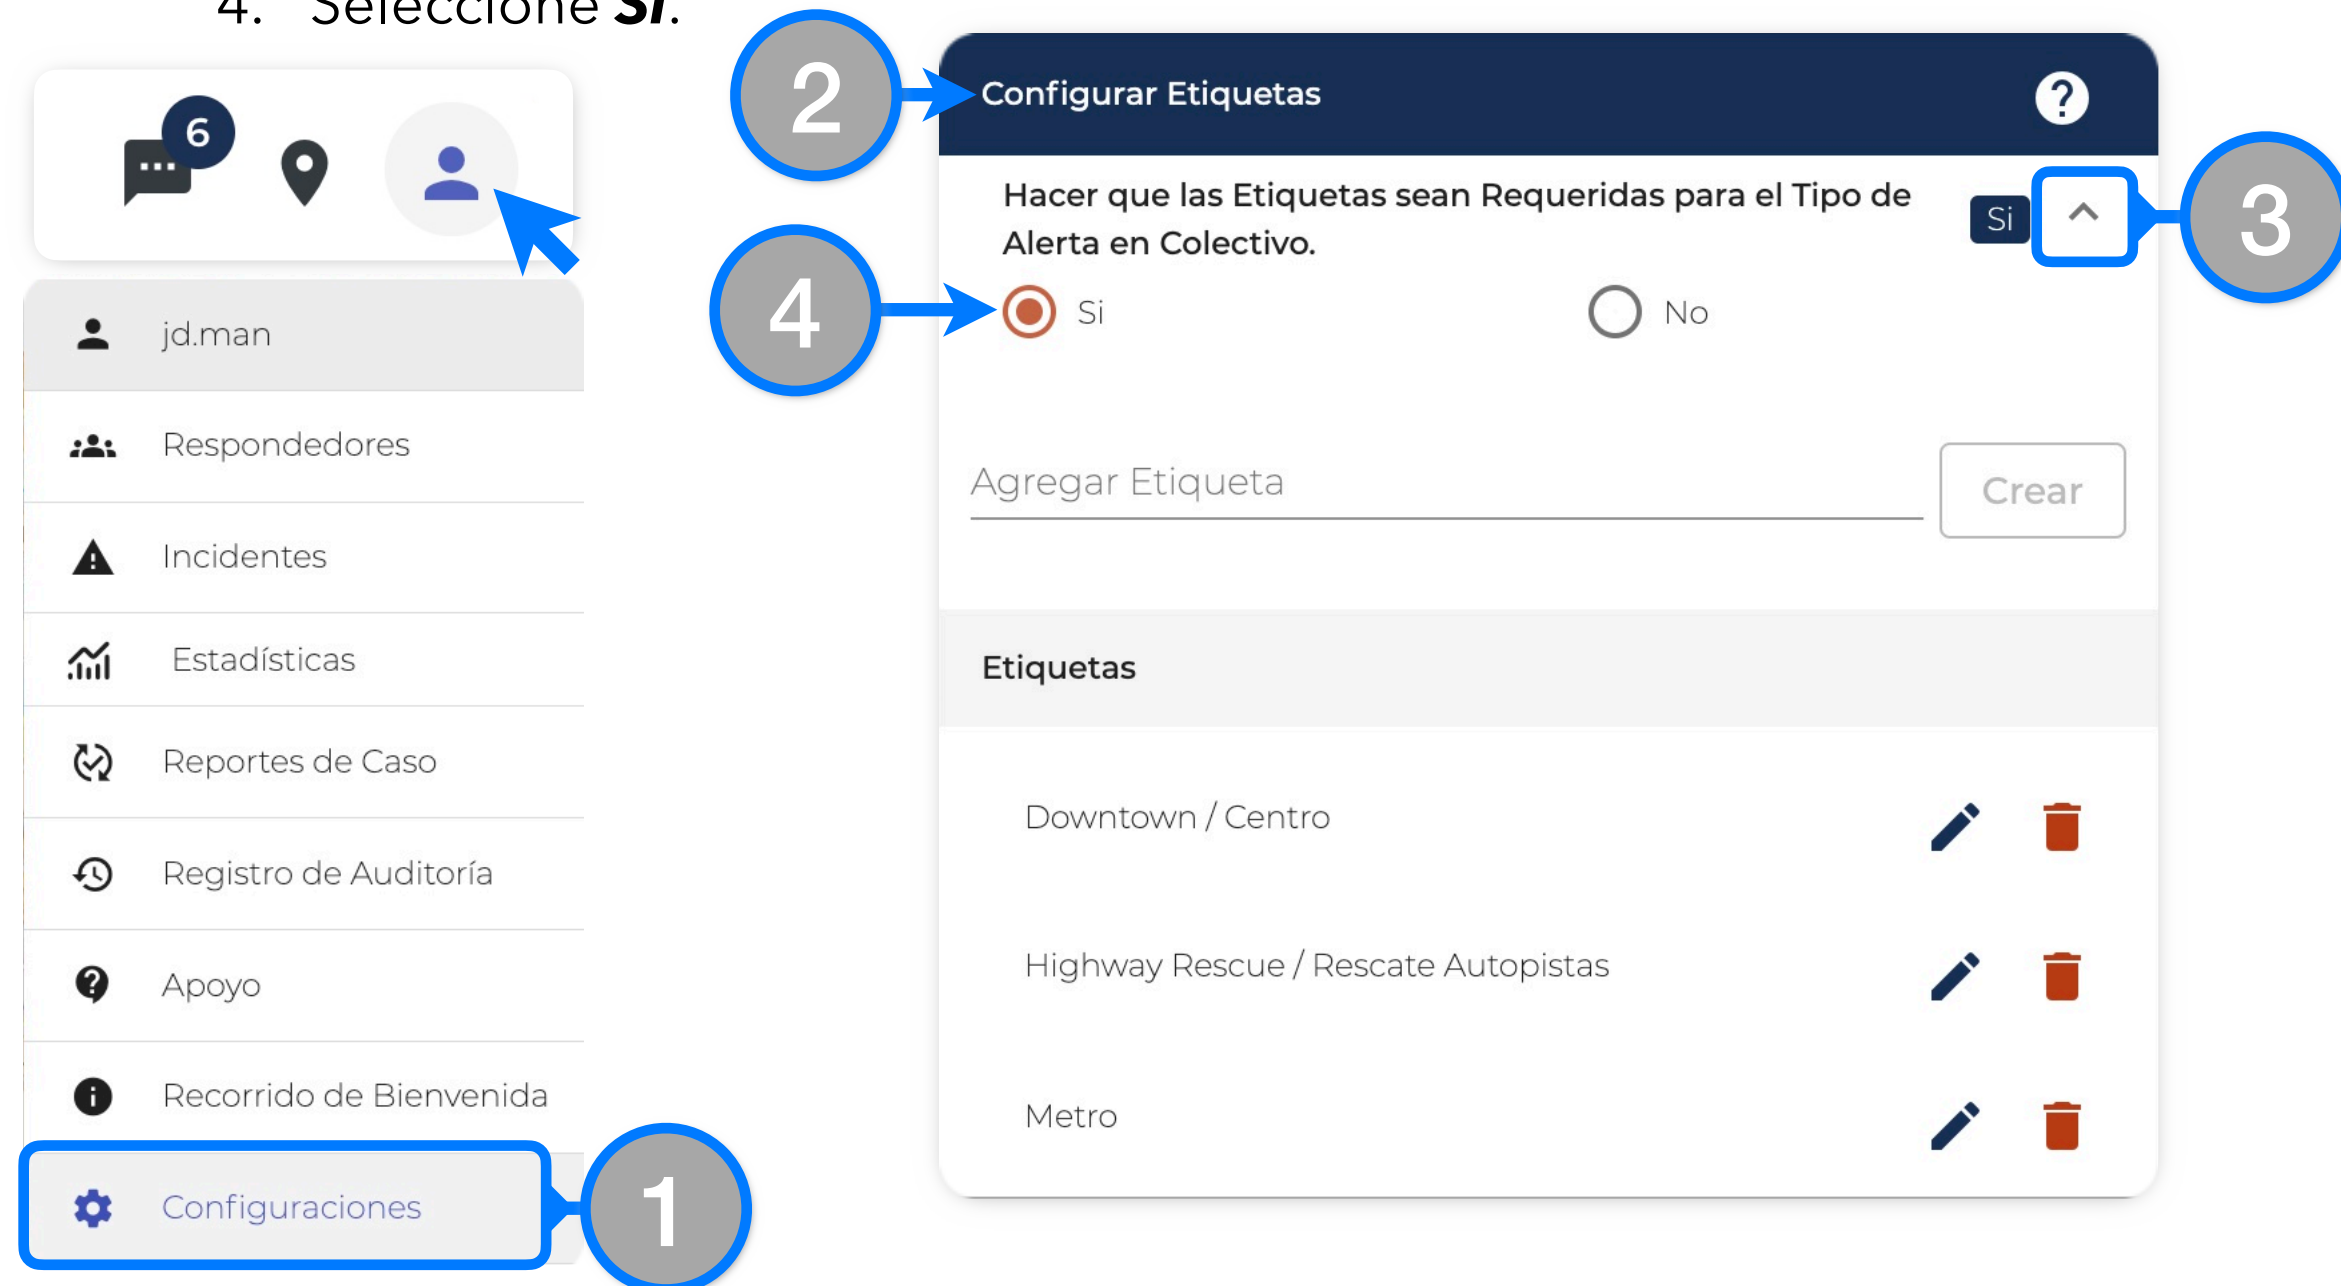 4. Seleccione Si.
6
jd.man
Respondedores
Incidentes
Estadísticas
Reportes de Caso
Registro de Auditoría
Apoyo
Recorrido de Bienvenida
Configuraciones
1
2
Configurar Etiquetas
Hacer que las Etiquetas sean Requeridas para el Tipo de
Alerta en Colectivo.
Si
3
4
Si
No
Agregar Etiqueta
Crear
Etiquetas
Downtown / Centro
Highway Rescue / Rescate Autopistas
Metro